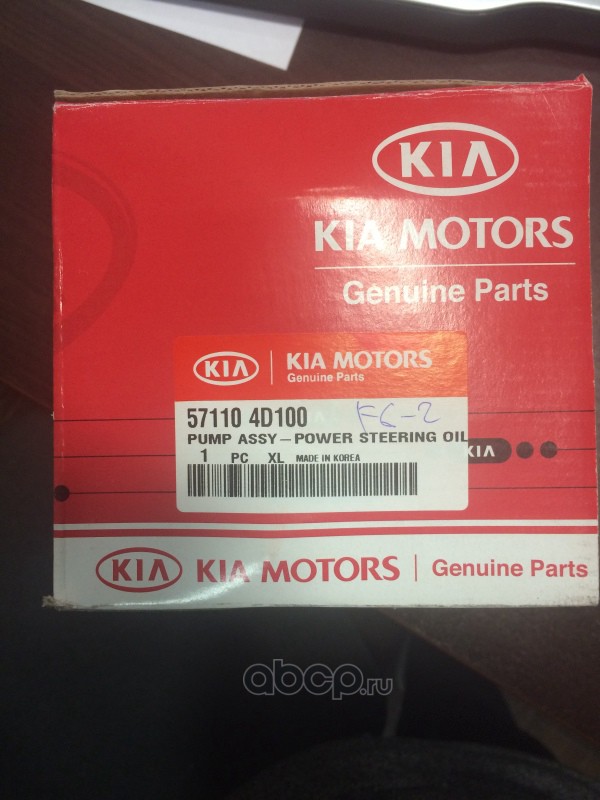 KIA
KIA MOTORS
Genuine Parts
KIA KIA MOTORS
Genuine Parts
57110 4D100 F6-2
PUMP ASSY-POWER STEERING OIL
1 PC XL MADE IN KOREA
KIA
KIA KIA MOTORS Genuine Parts
abcp.ru